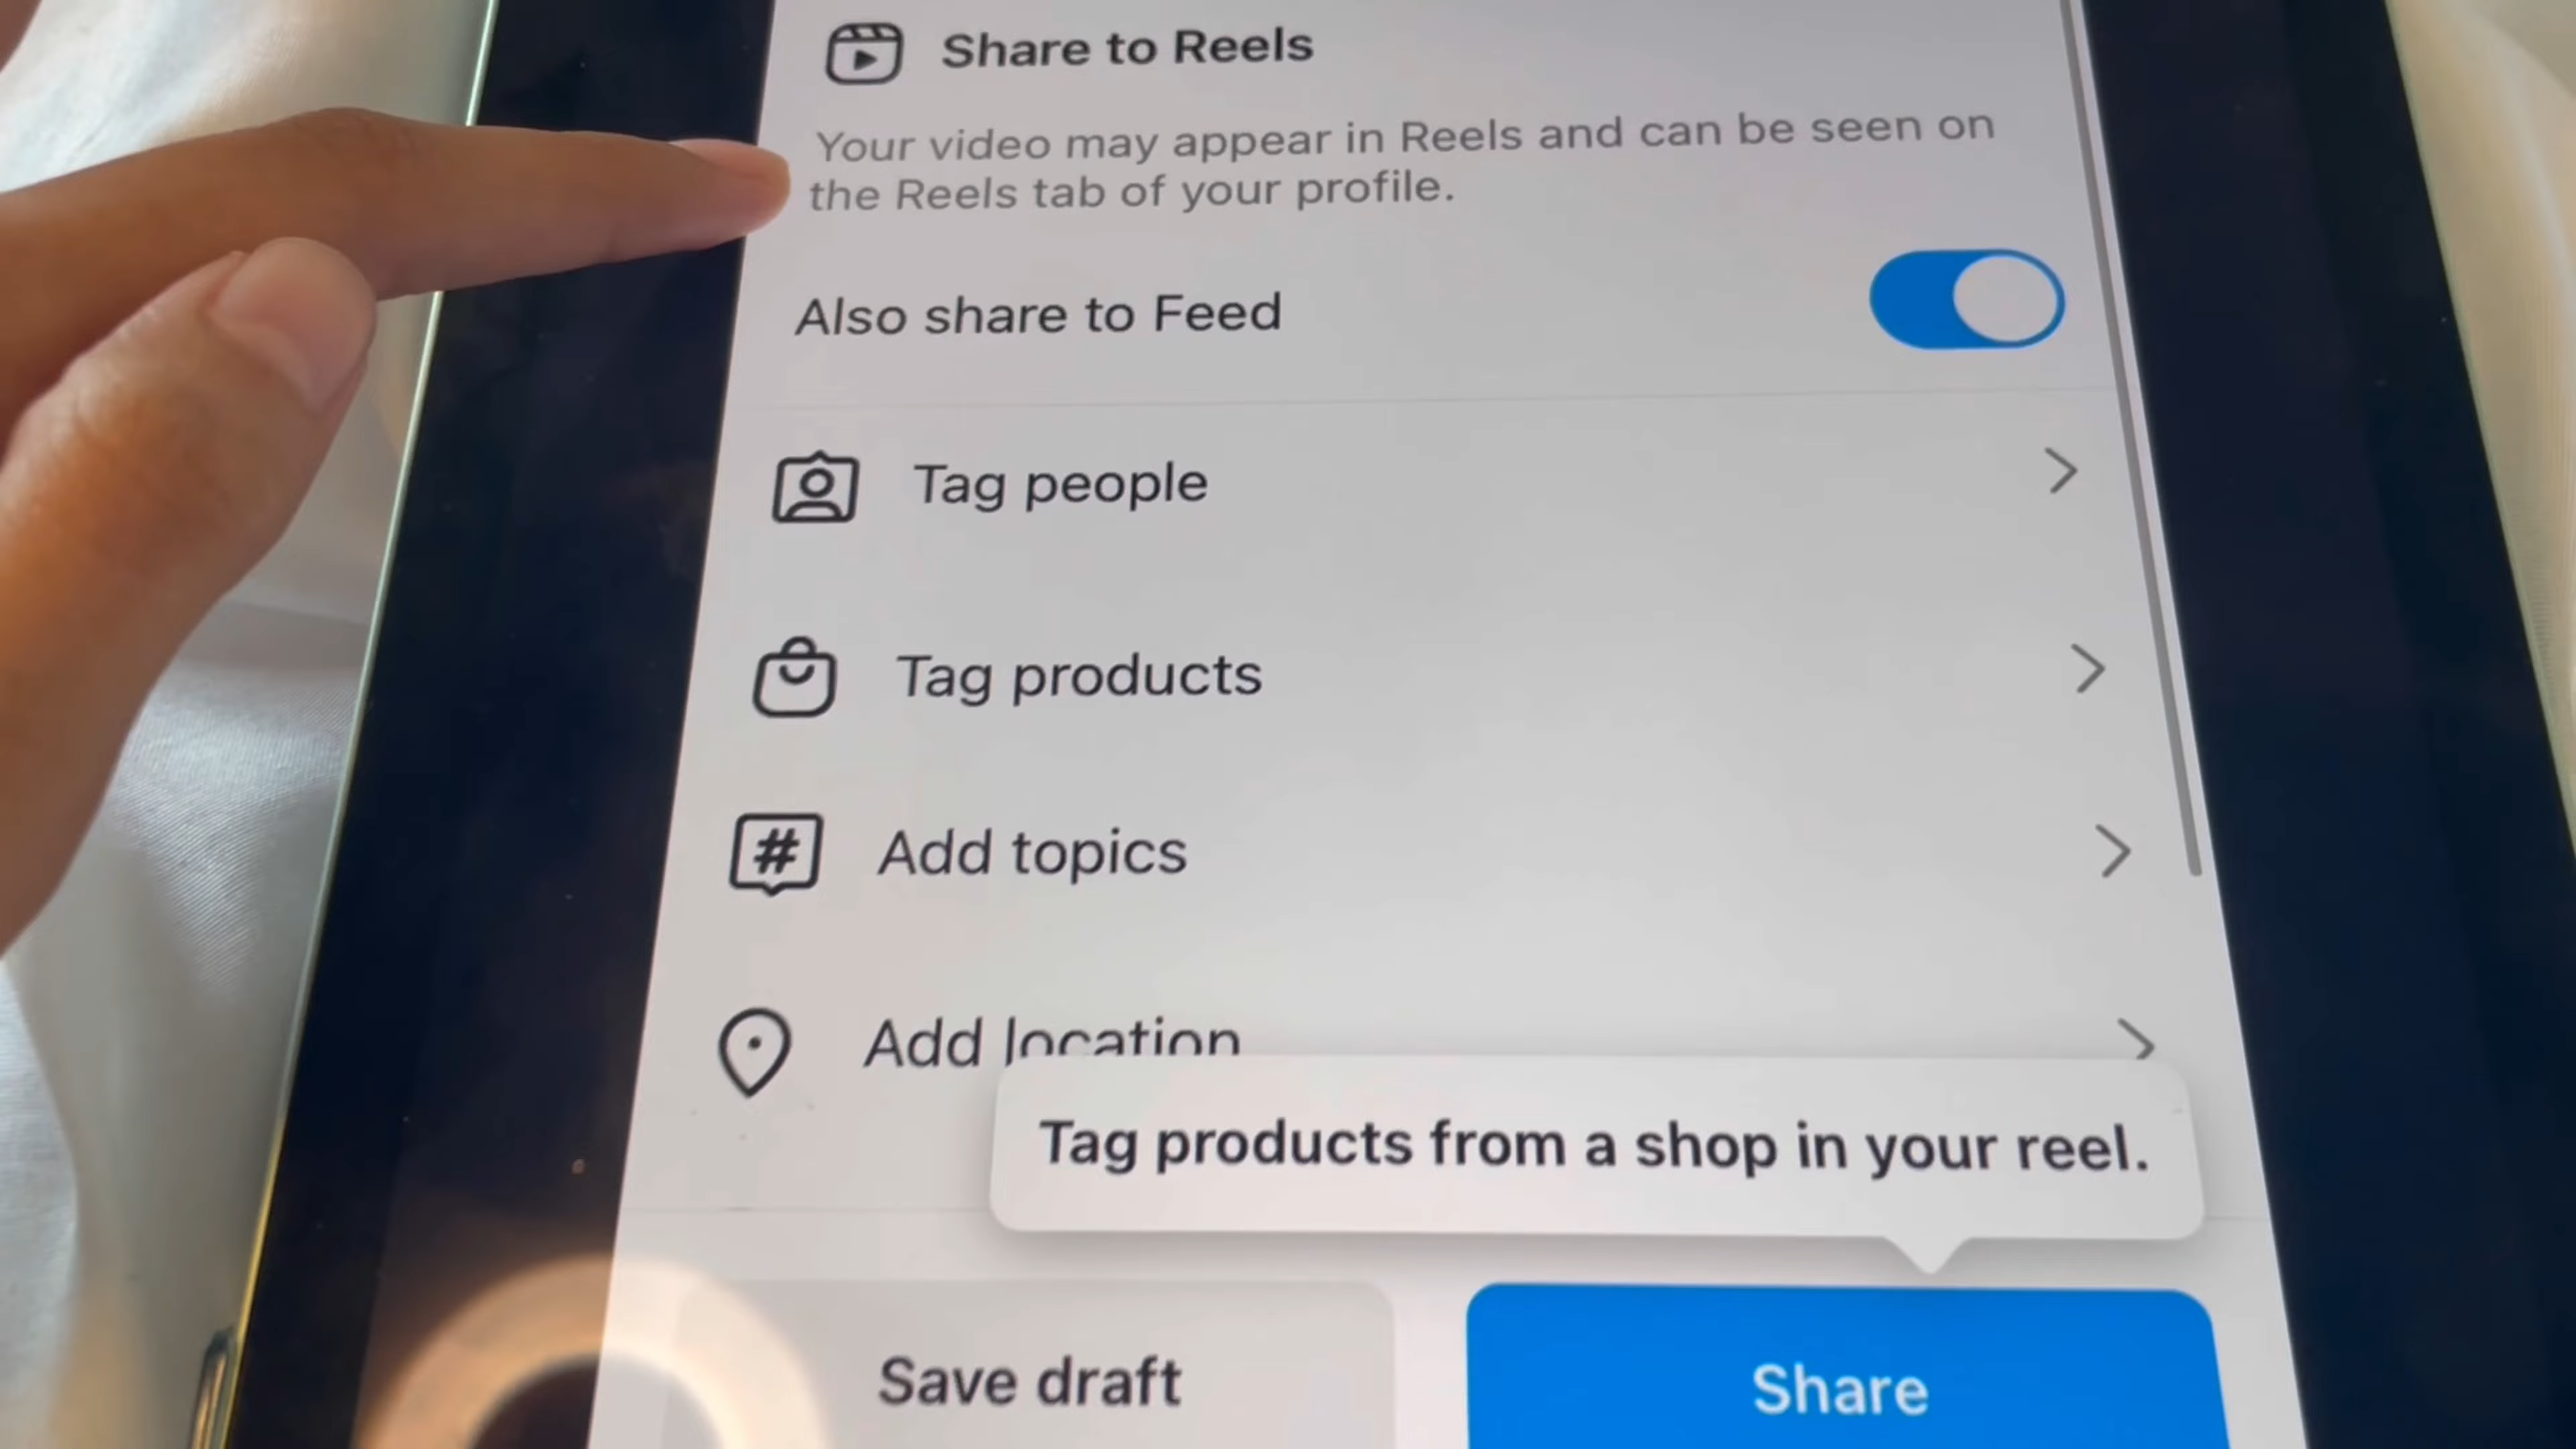 Share to Reels
Your video may appear in Reels and can be seen on
the Reels tab of your profile.
Also share to Feed
Tag people
Tag products
#
Add topics
Add location
Tag products from a shop in your reel.
Save draft
Share